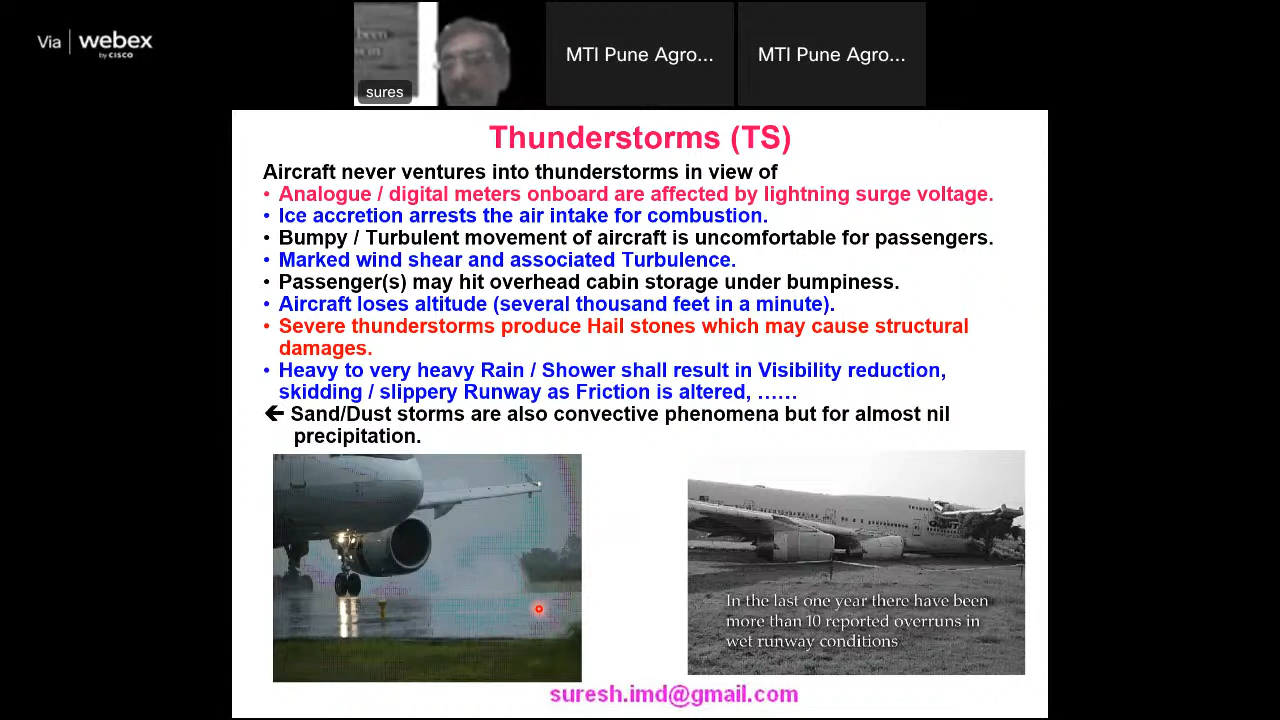 Via webex
by CISCO
been
sures
MTI Pune Agro...
MTI Pune Agro...
Thunderstorms (TS)
Aircraft never ventures into thunderstorms in view of
• Analogue / digital meters onboard are affected by lightning surge voltage.
• Ice accretion arrests the air intake for combustion.
• Bumpy / Turbulent movement of aircraft is uncomfortable for passengers.
• Marked wind shear and associated Turbulence.
• Passenger(s) may hit overhead cabin storage under bumpiness.
• Aircraft loses altitude (several thousand feet in a minute).
• Severe thunderstorms produce Hail stones which may cause structural
damages.
• Heavy to very heavy Rain / Shower shall result in Visibility reduction,
skidding / slippery Runway as Friction is altered, ……
← Sand/Dust storms are also convective phenomena but for almost nil
precipitation.
In the last one year there have been
more than 10 reported overruns in
wet runway conditions
suresh.imd@gmail.com